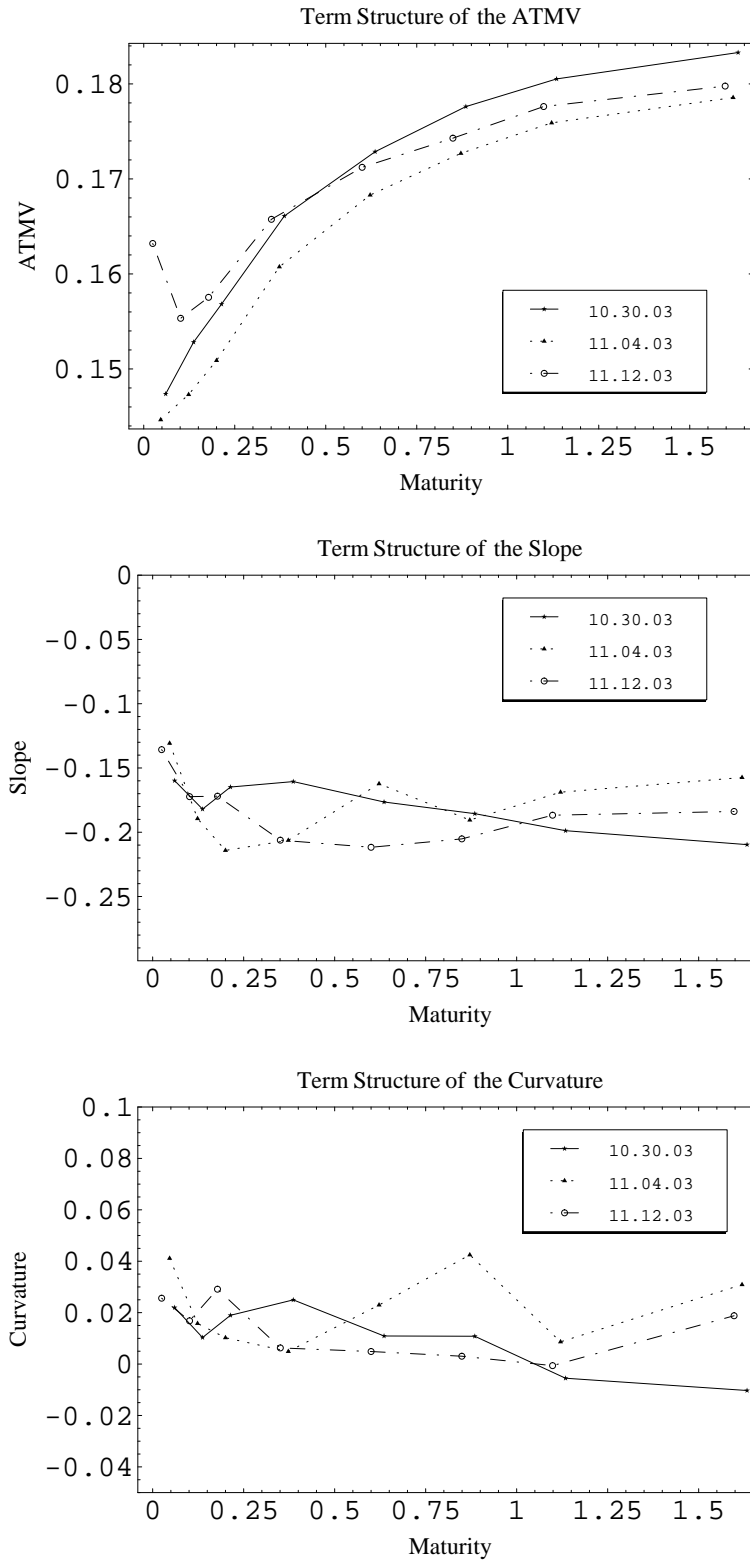 Term Structure of the ATMV
0.18
0.17
0.16
0.15
ATMV
10.30.03
11.04.03
11.12.03
0 0.25 0.5 0.75 1 1.25 1.5
Maturity
Term Structure of the Slope
0
-0.05
-0.1
-0.15
-0.2
-0.25
Slope
10.30.03
11.04.03
11.12.03
0 0.25 0.5 0.75 1 1.25 1.5
Maturity
Term Structure of the Curvature
0.1
0.08
0.06
0.04
0.02
0
-0.02
-0.04
Curvature
10.30.03
11.04.03
11.12.03
0 0.25 0.5 0.75 1 1.25 1.5
Maturity